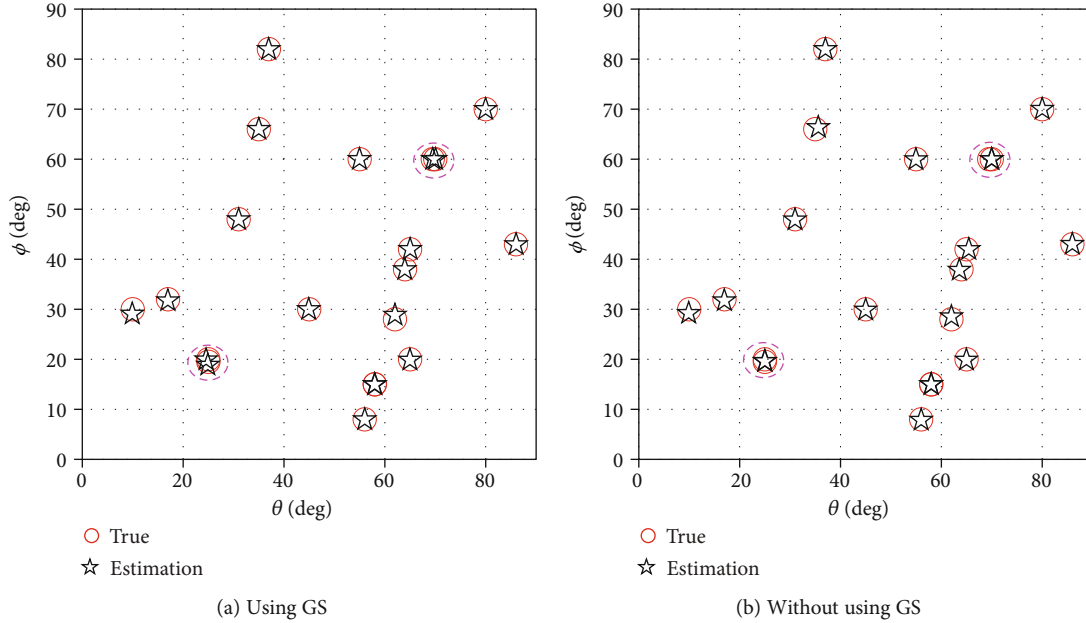 90
80
70
60
50
40
30
20
10
0
ϕ (deg)
0 20 40 60 80
θ (deg)
True
Estimation
(a) Using GS
90
80
70
60
50
40
30
20
10
0
ϕ (deg)
0 20 40 60 80
θ (deg)
True
Estimation
(b) Without using GS